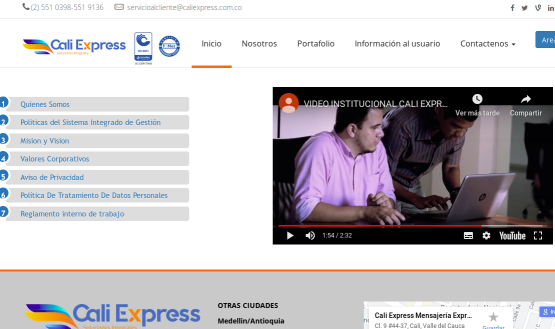 (2) 551 0398-551 9136 servicioalcliente@caliexpress.com.co
Cali Express
Inicio Nosotros Portafolio Información al usuario Contactenos
1 Quienes Somos
2 Politicas del Sistema Integrado de Gestión
3 Mision y Vision
4 Valores Corporativos
5 Aviso de Privacidad
6 Política De Tratamiento De Datos Personales
7 Reglamento interno de trabajo
VIDEO INSTITUCIONAL CALI EXPR...
Ver más tarde Compartir
1:54 / 2:32 YouTube
Cali Express
OTRAS CIUDADES
Medellin/Antioquia
Cali Express Mensajería Expr...
Cl. 9 #44-37, Cali, Valle del Cauca
Guardar